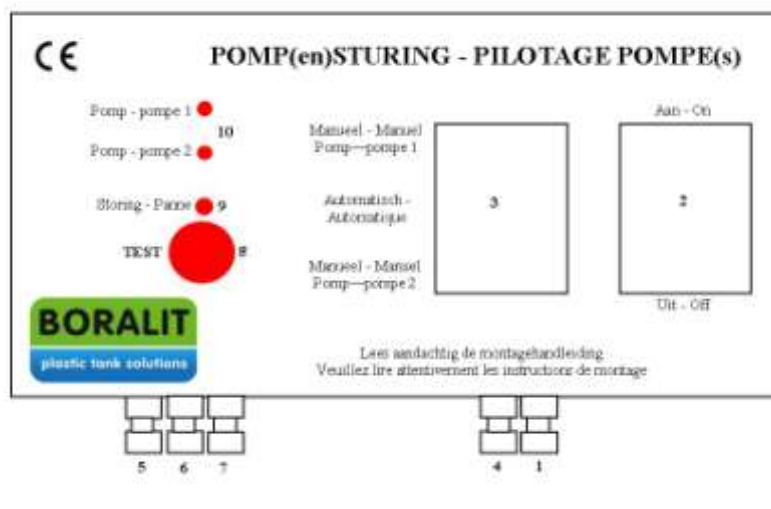 CE POMP(en)STURING - PILOTAGE POMPE(s)
Pomp - pompe 1
10
Pomp - pompe 2
Storing - Panne 9
TEST 8
Manueel - Manuel
Pomp—pompe 1
Automatisch -
Automatique
Manueel - Manuel
Pomp—pompe 2
3
Aan - On
2
Uit - Off
BORALIT
plastic tank solutions
Lees aandachtig de montagehandleiding
Veuillez lire attentivement les instructions de montage
5 6 7 4 1